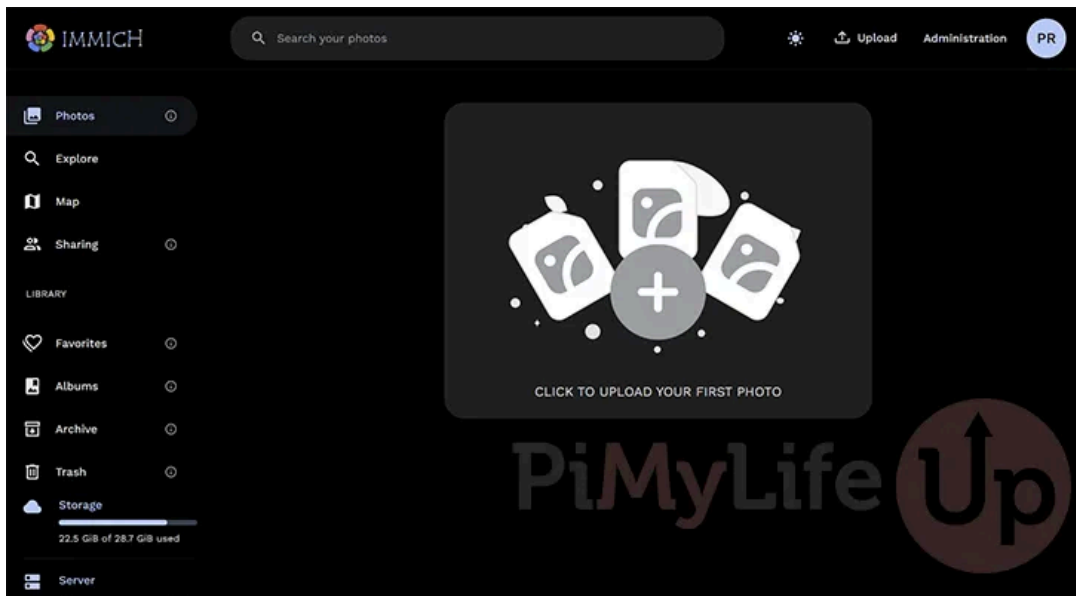 IMMICH
Search your photos
Upload
Administration
PR
Photos
Explore
Map
Sharing
LIBRARY
Favorites
Albums
Archive
Trash
Storage
22.5 GiB of 28.7 GiB used
Server
CLICK TO UPLOAD YOUR FIRST PHOTO
PiMyLifeUp